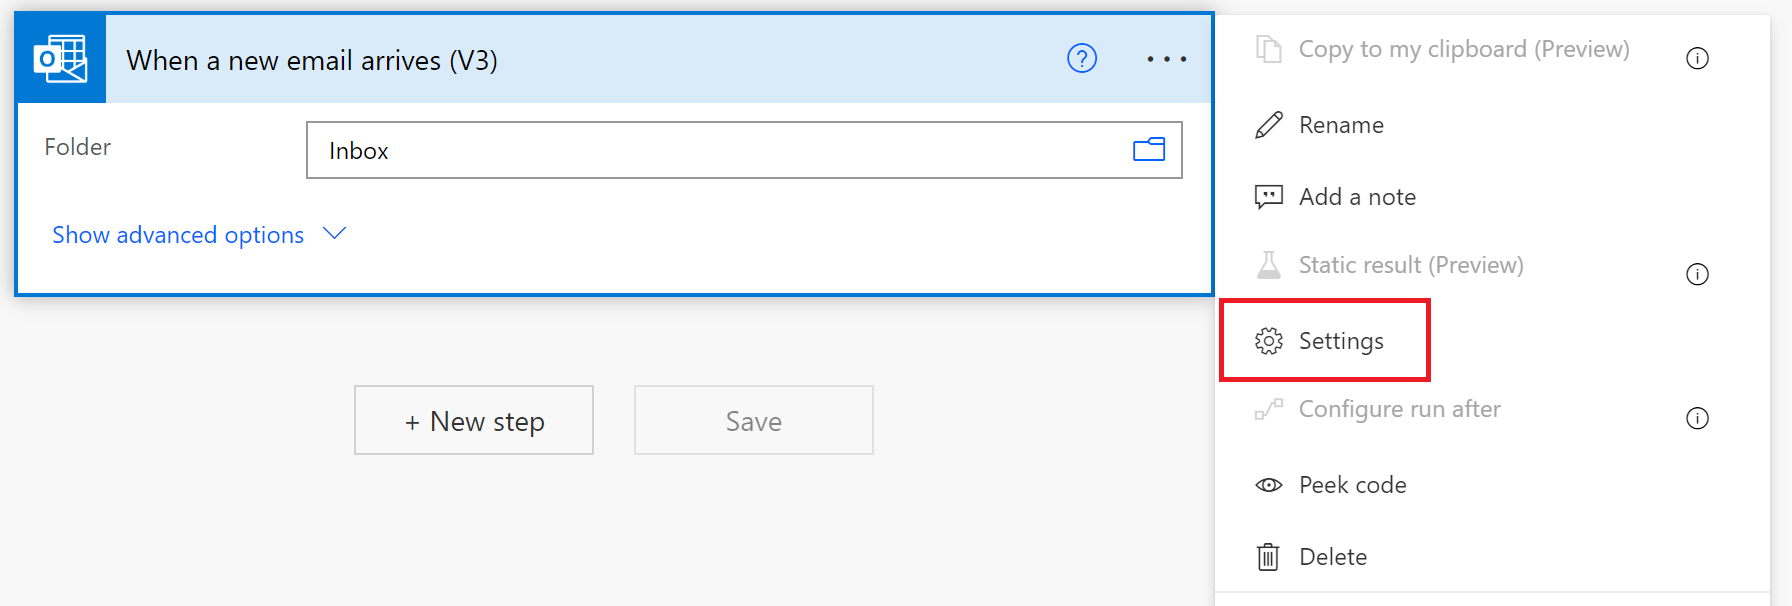 When a new email arrives (V3)
Folder
Inbox
Show advanced options
+ New step
Save
Copy to my clipboard (Preview)
Rename
Add a note
Static result (Preview)
Settings
Configure run after
Peek code
Delete